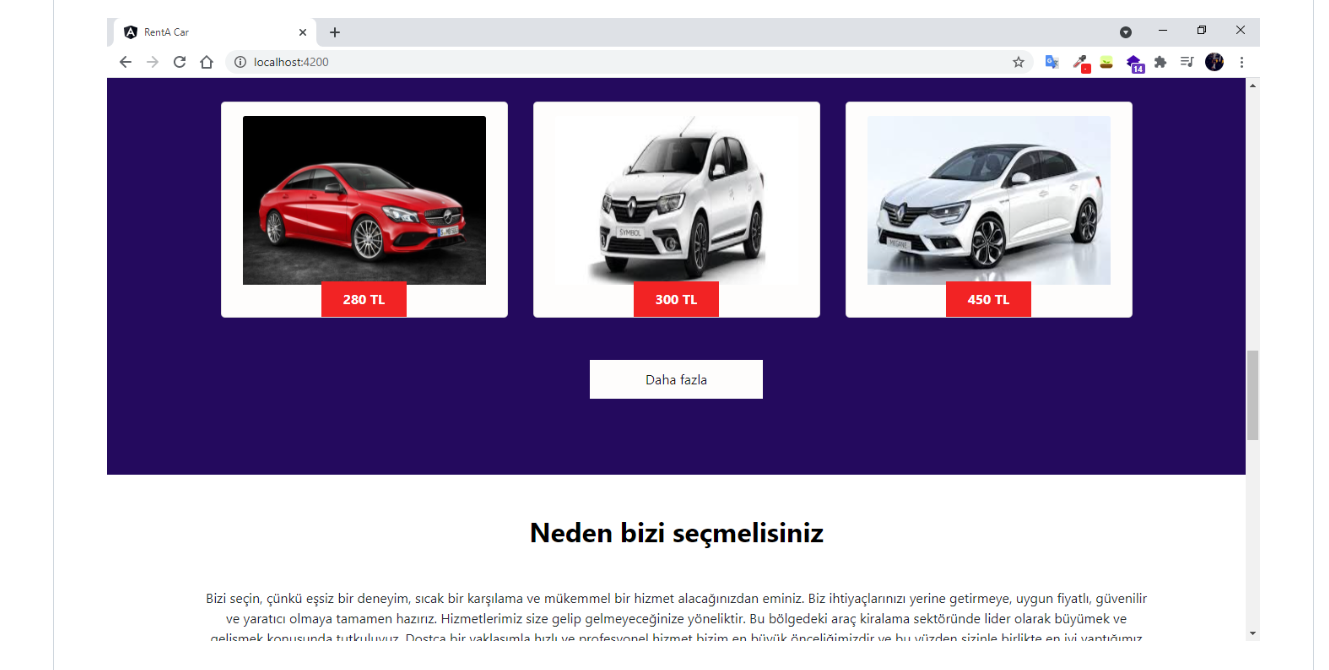 RentA Car
localhost:4200
14
SYMBOL
MEGANE
280 TL
300 TL
450 TL
Daha fazla
Neden bizi seçmelisiniz
Bizi seçin, çünkü eşsiz bir deneyim, sıcak bir karşılama ve mükemmel bir hizmet alacağınızdan eminiz. Biz ihtiyaçlarınızı yerine getirmeye, uygun fiyatlı, güvenilir
ve yaratıcı olmaya tamamen hazırız. Hizmetlerimiz size gelip gelmeyeceğinize yöneliktir. Bu bölgedeki araç kiralama sektöründe lider olarak büyümek ve
gelişmek konusunda tutkuluyuz. Dostça bir yaklaşımla hızlı ve profesyonel hizmet bizim en büyük önceliğimizdir ve bu yüzden sizinle birlikte en iyi yaptığımız